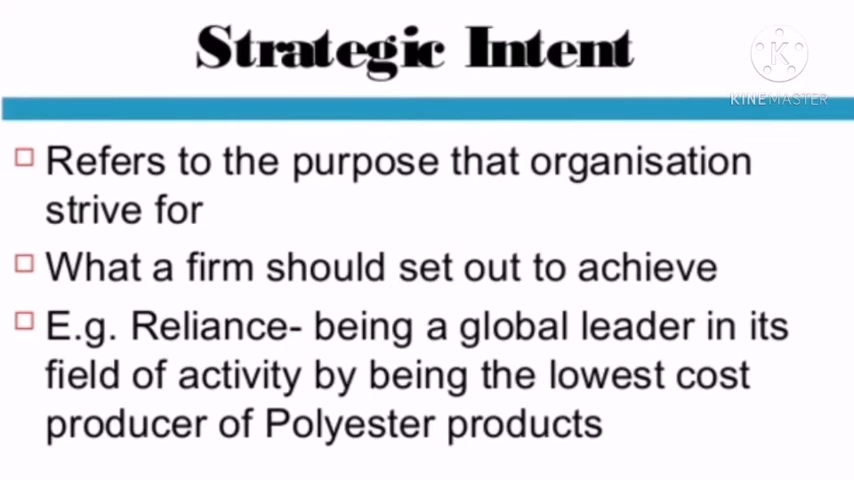 Strategic Intent
KINEMASTER
Refers to the purpose that organisation
strive for
What a firm should set out to achieve
E.g. Reliance- being a global leader in its
field of activity by being the lowest cost
producer of Polyester products